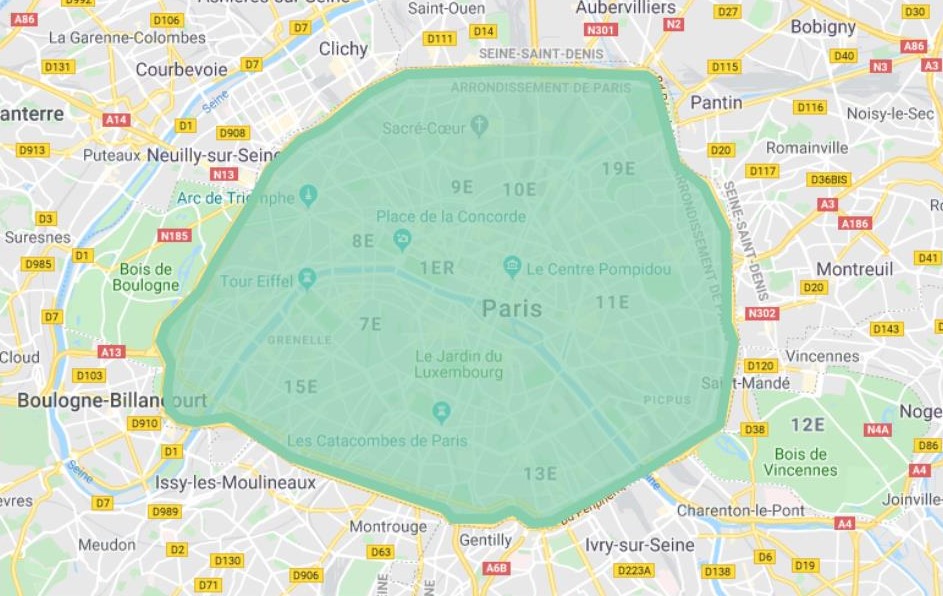 D992
Asnières-sur-Seine
Saint-Ouen
Aubervilliers
D27
D30
A86
D106
D7
D14
D111
N301
N2
Bobigny
La Garenne-Colombes
Clichy
SEINE-SAINT-DENIS
A86
D40
D131
Courbevoie
D7
D115
N3
A3
ARRONDISSEMENT DE PARIS
Seine
Pantin
D116
anterre
A14
D1
D908
Sacré-Cœur
Noisy-le-Sec
D913
Puteaux
Neuilly-sur-Seine
D20
Romainville
N13
19E
D117
D36BIS
9E
10E
Arc de Triomphe
A3
D3
Place de la Concorde
A186
Suresnes
N185
8E
SEINE-SAINT-DENIS
ARRONDISSEMENT DE P
D1
D985
Bois de
Boulogne
Tour Eiffel
1ER
Le Centre Pompidou
Montreuil
D41
D20
Paris
11E
D7
7E
N302
D143
GRENELLE
Cloud
A13
Le Jardin du
Luxembourg
D120
Vincennes
D103
15E
Saint-Mandé
Boulogne-Billancourt
PICPUS
Noge
D910
12E
N4A
D38
Les Catacombes de Paris
D86
D1
Bois de
Vincennes
A4
Seine
Issy-les-Moulineaux
13E
evres
D7
D989
Charenton-le-Pont
Joinville-
A4
Montrouge
Gentilly
Ivry-sur-Seine
Meudon
D2
D63
D130
D6
D19
D71
D906
A6B
D223A
D138